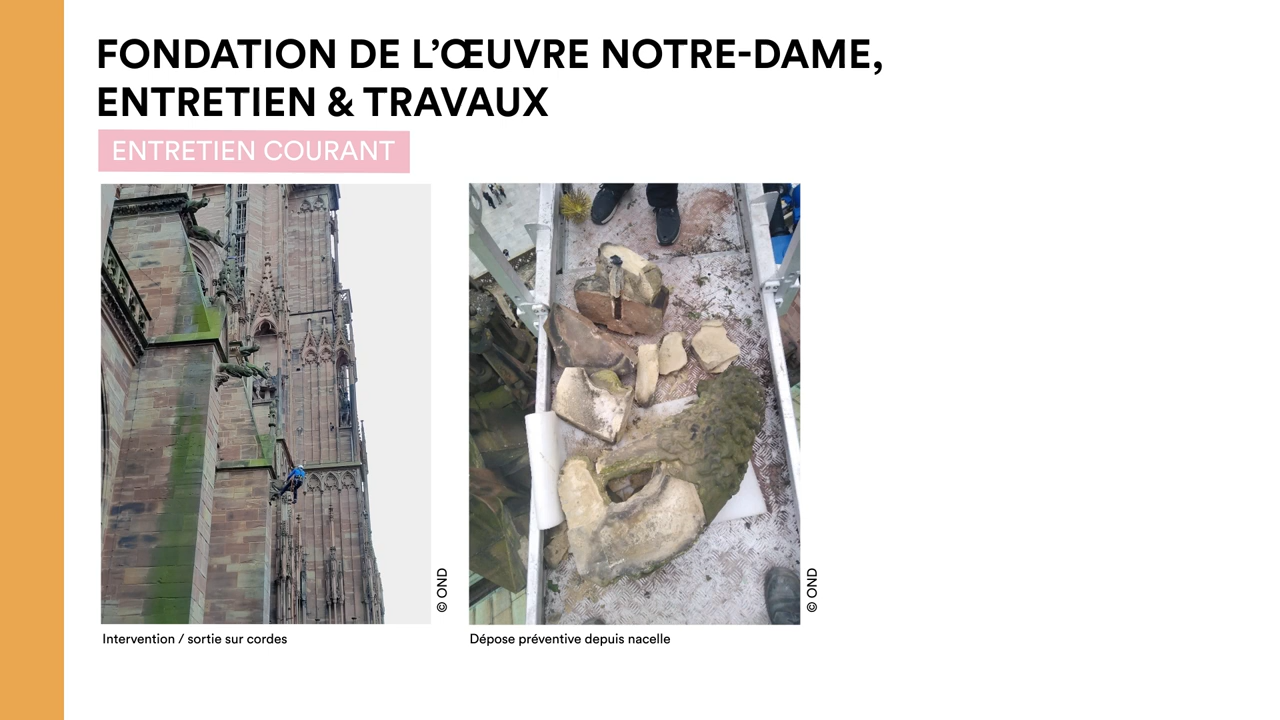 FONDATION DE L’ŒUVRE NOTRE-DAME,
ENTRETIEN & TRAVAUX
ENTRETIEN COURANT
© OND
© OND
Intervention / sortie sur cordes
Dépose préventive depuis nacelle